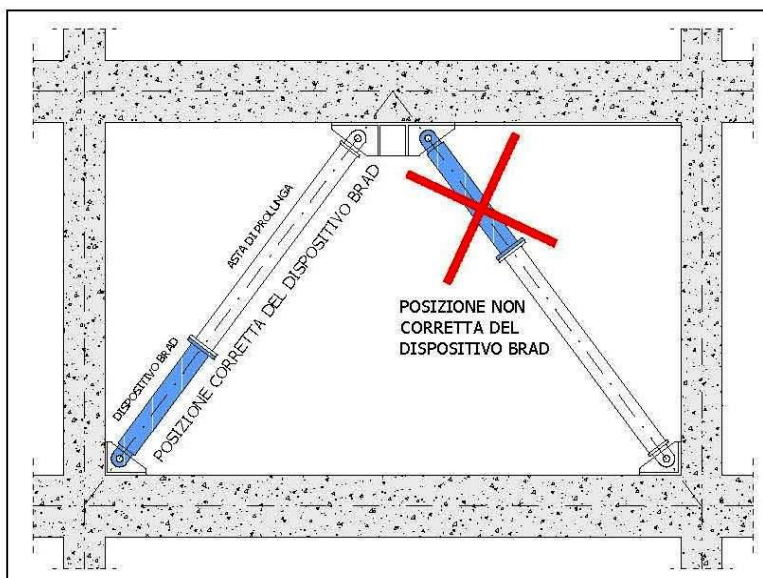 ASTA DI PROLUNGA
DISPOSITIVO BRAD
POSIZIONE CORRETTA DEL DISPOSITIVO BRAD
POSIZIONE NON
CORRETTA DEL
DISPOSITIVO BRAD